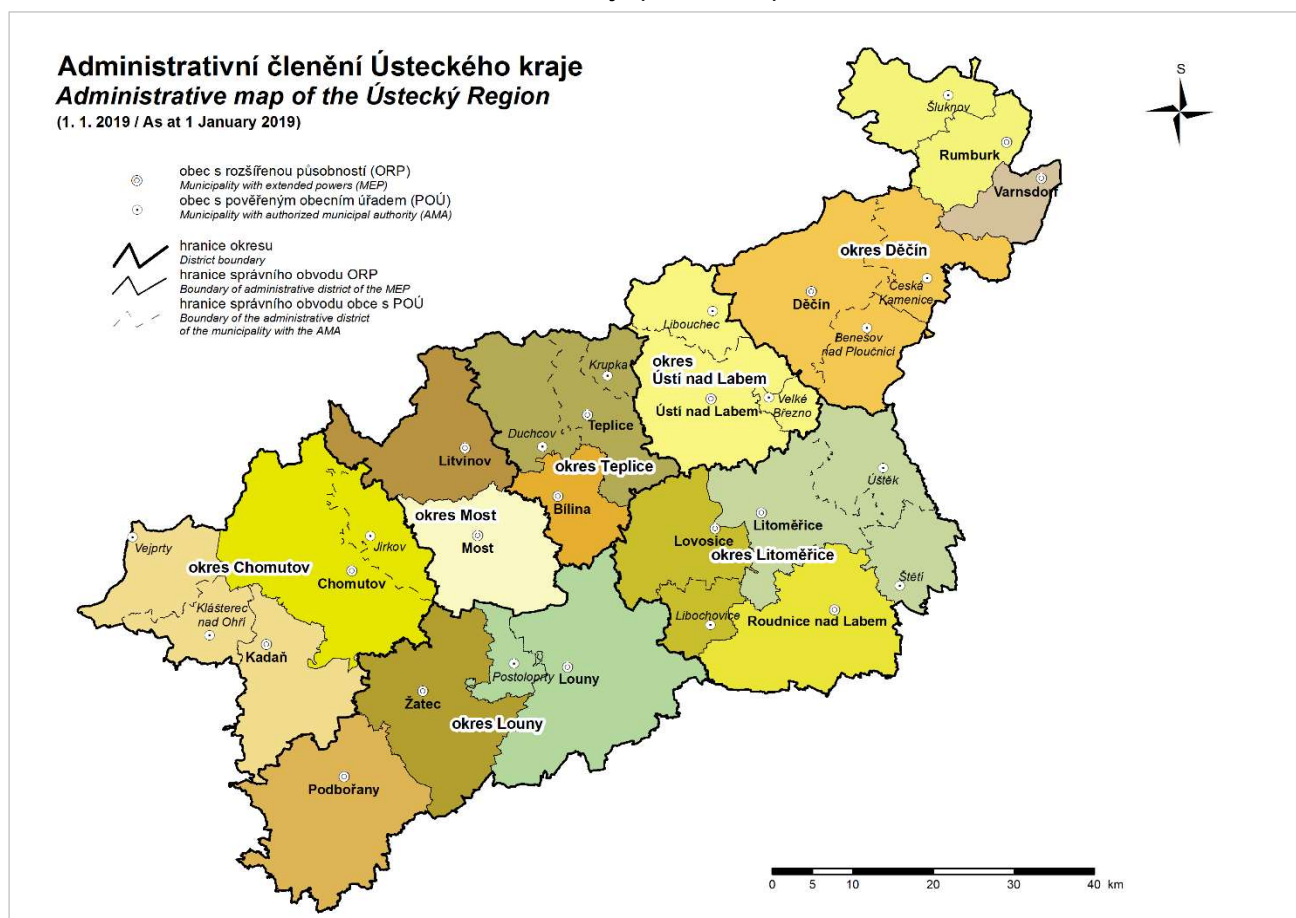 Administrativní členění Ústeckého kraje
Administrative map of the Ústecký Region
(1. 1. 2019 / As at 1 January 2019)
obec s rozšířenou působností (ORP)
Municipality with extended powers (MEP)
obec s pověřeným obecním úřadem (POÚ)
Municipality with authorized municipal authority (AMA)
hranice okresu
District boundary
hranice správního obvodu ORP
Boundary of administrative district of the MEP
hranice správního obvodu obce s POÚ
Boundary of the administrative district
of the municipality with the AMA
S
Šluknov
Rumburk
Varnsdorf
okres Děčín
Česká
Kamenice
Děčín
Benešov
nad Ploučnicí
Libouchec
okres
Ústí nad Labem
Krupka
Velké
Březno
Ústí nad Labem
Teplice
Duchcov
Litvínov
okres Teplice
Úštěk
Bílina
okres Most
Litoměřice
Most
Lovosice
okres Litoměřice
Jirkov
Vejprty
okres Chomutov
Chomutov
Štětí
Klášterec
nad Ohří
Libochovice
Roudnice nad Labem
Kadaň
Postoloprty
Louny
Žatec
okres Louny
Podbořany
0 5 10 20 30 40 km